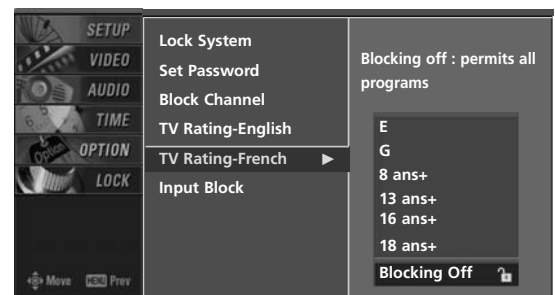 SETUP
VIDEO
AUDIO
TIME
OPTION
LOCK
Move MENU Prev
Lock System
Set Password
Block Channel
TV Rating-English
TV Rating-French ►
Input Block
Blocking off : permits all
programs
E
G
8 ans+
13 ans+
16 ans+
18 ans+
Blocking Off